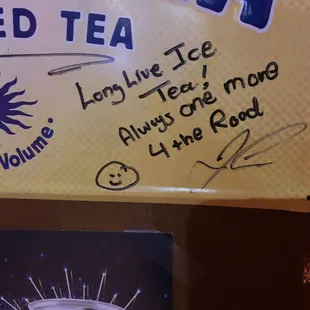 ED TEA
Long Live Ice
Tea!
Always one more
4 the Road
Volume.